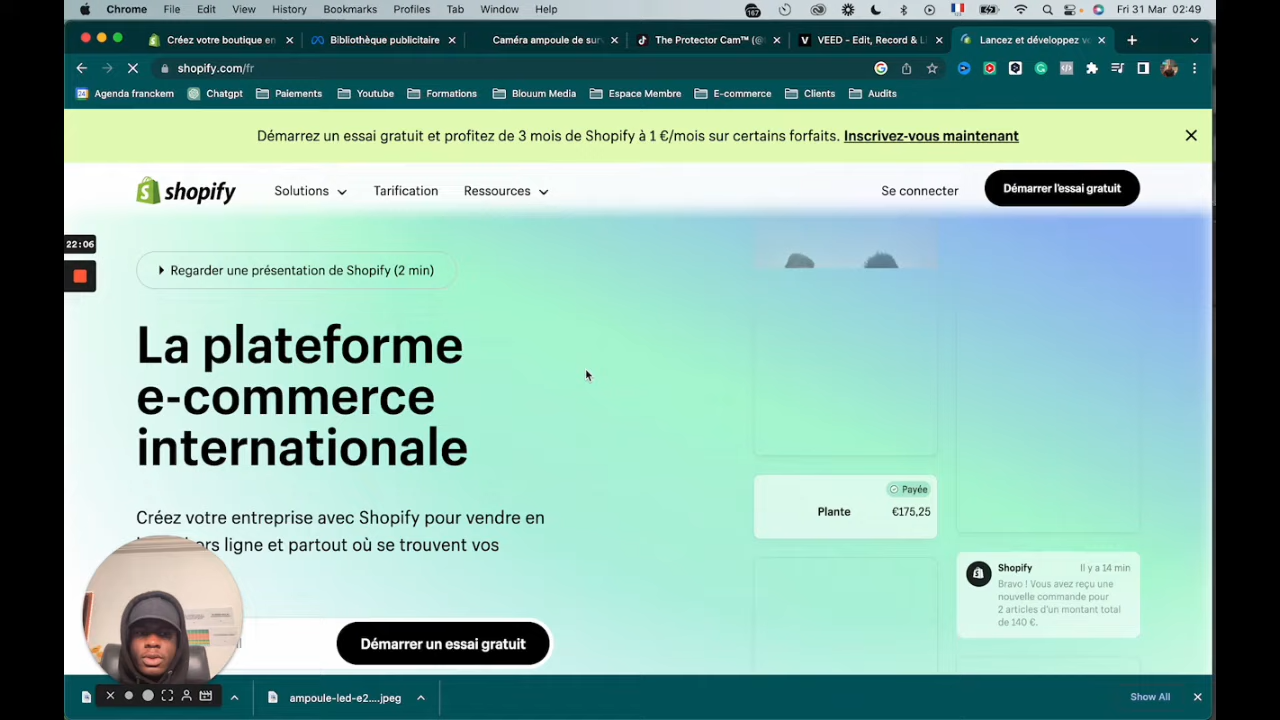 Chrome File Edit View History Bookmarks Profiles Tab Window Help 167 Fri 31 Mar 02:49
Créez votre boutique en Bibliothèque publicitaire Caméra ampoule de sur The Protector Cam™ (@ VEED - Edit, Record & L Lancez et développez vo
shopify.com/fr
Agenda franckem Chatgpt Paiements Youtube Formations Blouum Media Espace Membre E-commerce Clients Audits
Démarrez un essai gratuit et profitez de 3 mois de Shopify à 1 €/mois sur certains forfaits. Inscrivez-vous maintenant
shopify Solutions Tarification Ressources Se connecter Démarrer l'essai gratuit
22:06
Regarder une présentation de Shopify (2 min)
La plateforme
e-commerce
internationale
Payée
Plante €175,25
Créez votre entreprise avec Shopify pour vendre en
hors ligne et partout où se trouvent vos
Shopify Il y a 14 min
Bravo ! Vous avez reçu une
nouvelle commande pour
2 articles d'un montant total
de 140 €.
Démarrer un essai gratuit
ampoule-led-e2....jpeg Show All